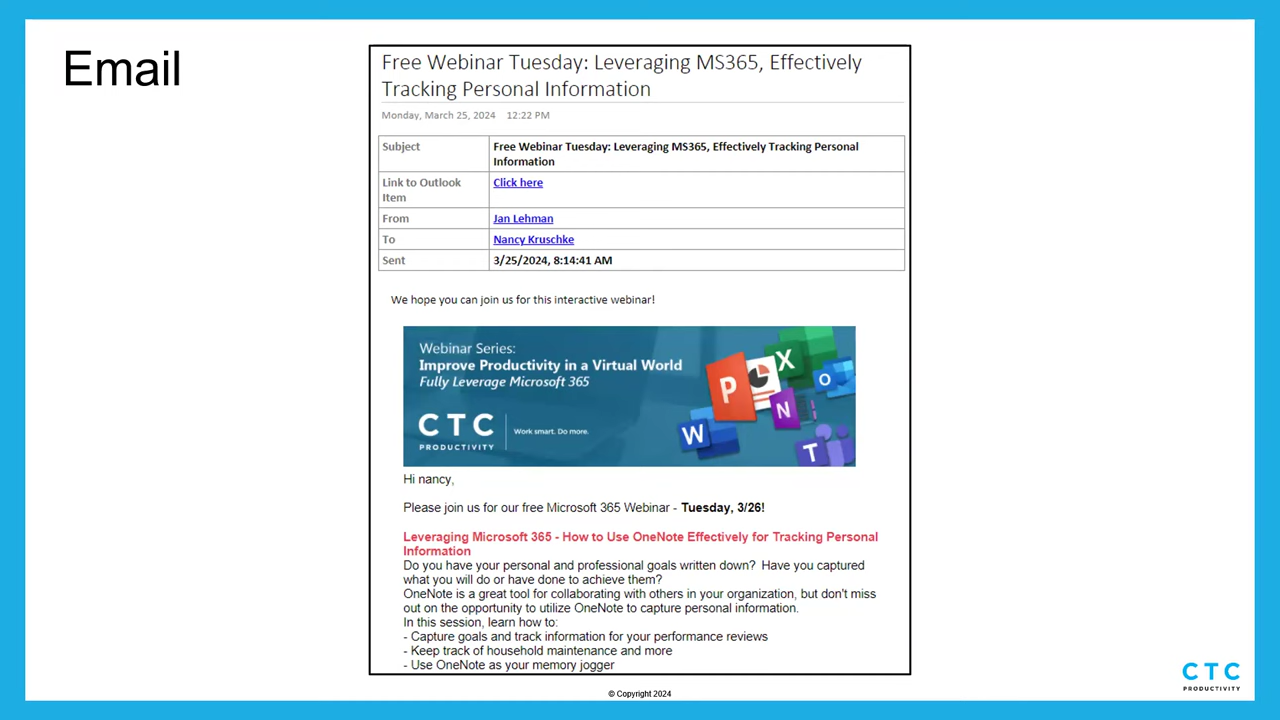 Email
Free Webinar Tuesday: Leveraging MS365, Effectively
Tracking Personal Information
Monday, March 25, 2024 12:22 PM
Subject
Free Webinar Tuesday: Leveraging MS365, Effectively Tracking Personal
Information
Link to Outlook
Item
Click here
From
Jan Lehman
To
Nancy Kruschke
Sent
3/25/2024, 8:14:41 AM
We hope you can join us for this interactive webinar!
Webinar Series:
Improve Productivity in a Virtual World
Fully Leverage Microsoft 365
CTC
PRODUCTIVITY
Work smart. Do more.
P
X
O
N
W
T
Hi nancy,
Please join us for our free Microsoft 365 Webinar - Tuesday, 3/26!
Leveraging Microsoft 365 - How to Use OneNote Effectively for Tracking Personal
Information
Do you have your personal and professional goals written down? Have you captured
what you will do or have done to achieve them?
OneNote is a great tool for collaborating with others in your organization, but don't miss
out on the opportunity to utilize OneNote to capture personal information.
In this session, learn how to:
- Capture goals and track information for your performance reviews
- Keep track of household maintenance and more
- Use OneNote as your memory jogger
© Copyright 2024
CTC
PRODUCTIVITY